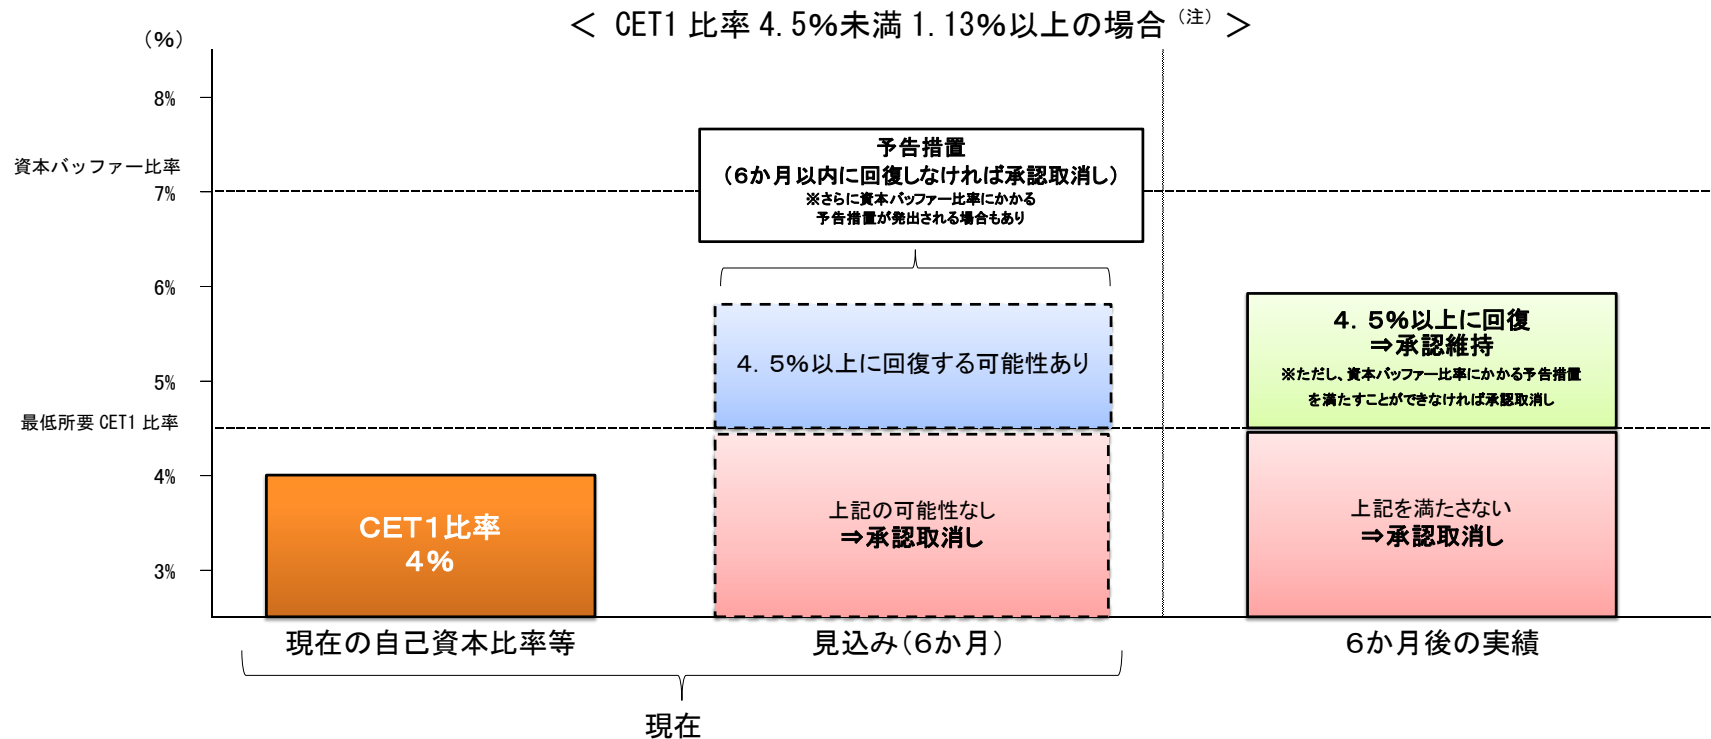 ＜ CET1 比率 4.5%未満 1.13%以上の場合（注）＞
（%）
8%
資本バッファー比率
7%
6%
5%
最低所要 CET1 比率
4%
3%
予告措置
（６か月以内に回復しなければ承認取消し）
※さらに資本バッファー比率にかかる
予告措置が発出される場合もあり
４．５％以上に回復する可能性あり
４．５％以上に回復
⇒承認維持
※ただし、資本バッファー比率にかかる予告措置
を満たすことができなければ承認取消し
ＣＥＴ１比率
４％
上記の可能性なし
⇒承認取消し
上記を満たさない
⇒承認取消し
現在の自己資本比率等
見込み（６か月）
６か月後の実績
現在